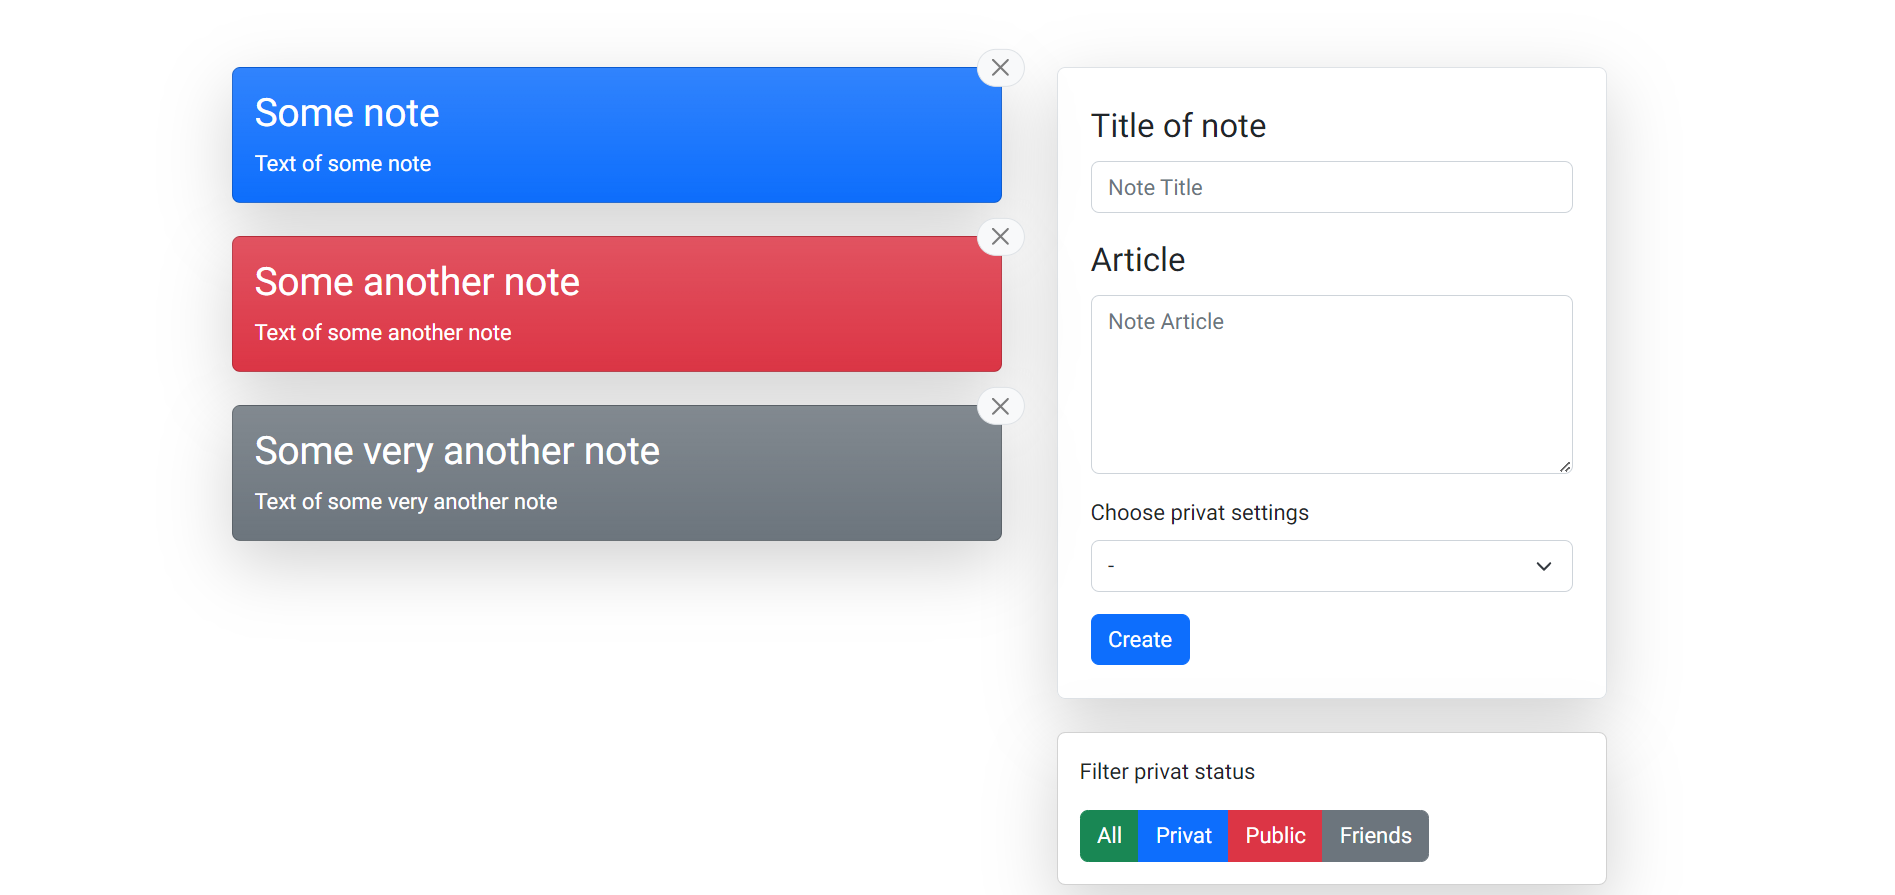 Some note
Text of some note
Some another note
Text of some another note
Some very another note
Text of some very another note
Title of note
Note Title
Article
Note Article
Choose privat settings
-
Create
Filter privat status
All Privat Public Friends